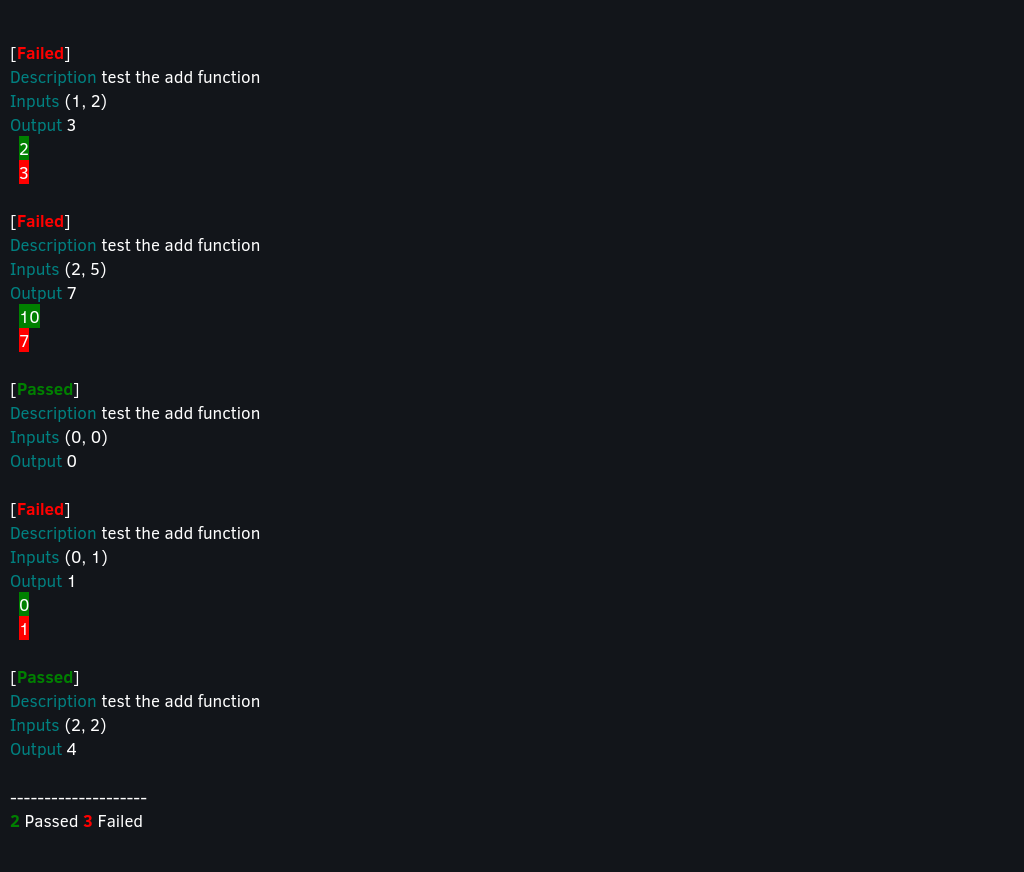 [Failed]
Description test the add function
Inputs (1, 2)
Output 3
2
3
[Failed]
Description test the add function
Inputs (2, 5)
Output 7
10
7
[Passed]
Description test the add function
Inputs (0, 0)
Output 0
[Failed]
Description test the add function
Inputs (0, 1)
Output 1
0
1
[Passed]
Description test the add function
Inputs (2, 2)
Output 4
--------------------
2 Passed 3 Failed